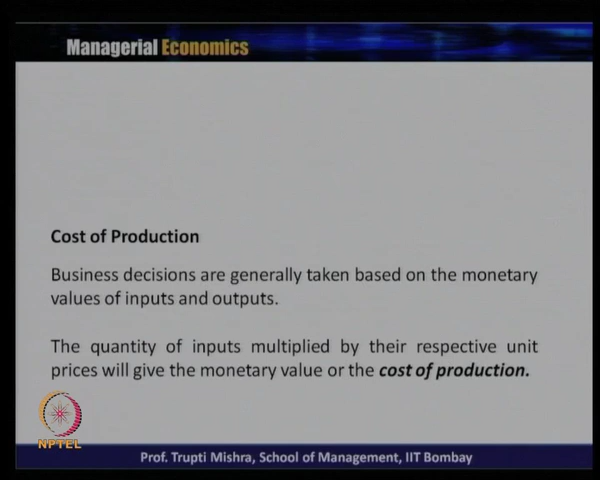 Managerial Economics
Cost of Production
Business decisions are generally taken based on the monetary
values of inputs and outputs.
The quantity of inputs multiplied by their respective unit
prices will give the monetary value or the cost of production.
NPTEL
Prof. Trupti Mishra, School of Management, IIT Bombay